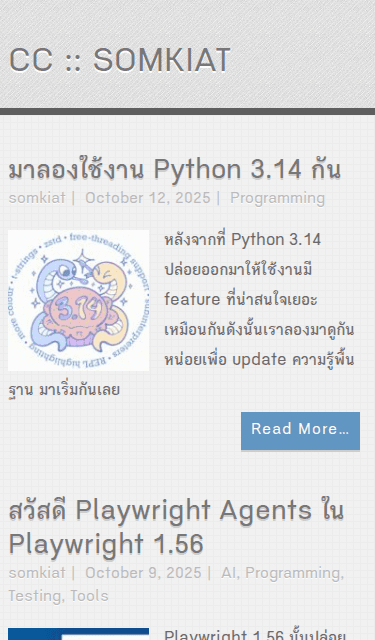 CC :: SOMKIAT
มาลองใช้งาน Python 3.14 กัน
somkiat | October 12, 2025 | Programming
• free-threading support • subinterpreters • REPL highlighting • more colour • t-strings • zstd
3.14
หลังจากที่ Python 3.14
ปล่อยออกมาให้ใช้งานมี
feature ที่น่าสนใจเยอะ
เหมือนกันดังนั้นเราลองมาดูกัน
หน่อยเพื่อ update ความรู้พื้น
ฐาน มาเริ่มกันเลย
Read More...
สวัสดี Playwright Agents ใน
Playwright 1.56
somkiat | October 9, 2025 | AI, Programming,
Testing, Tools
Playwright 1.56 นั้นปล่อย